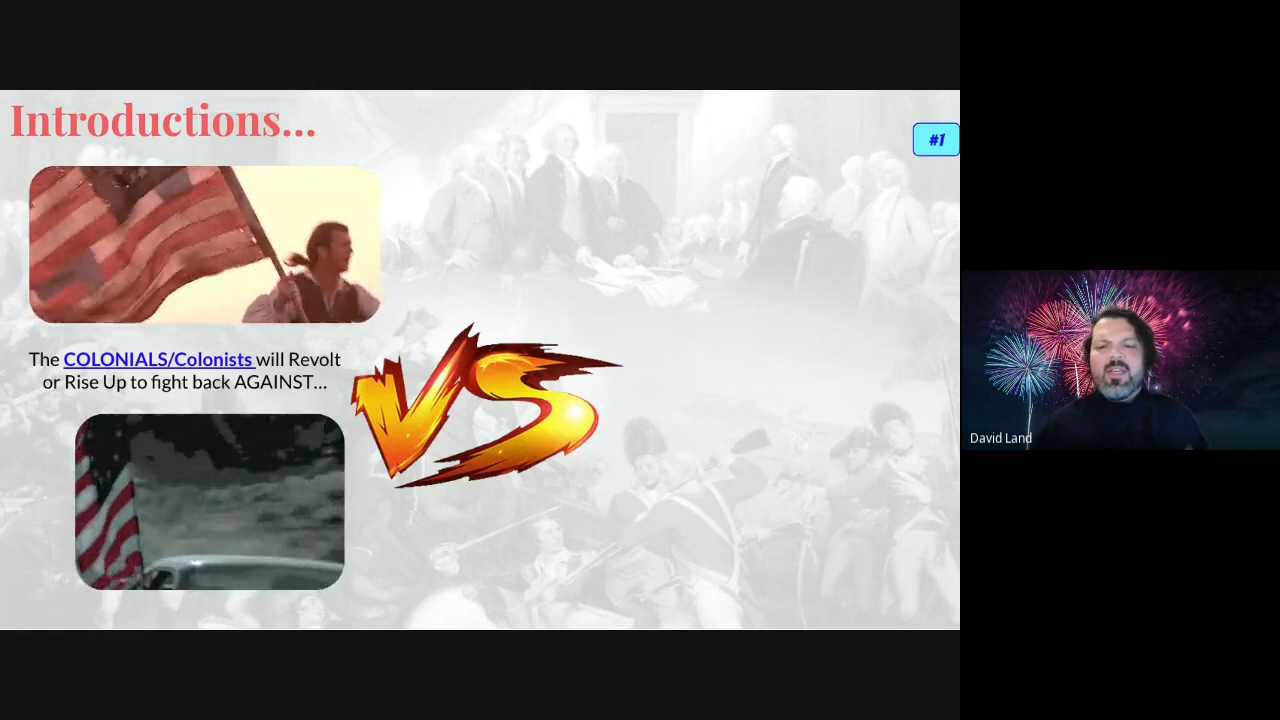 Introductions...
#1
The COLONIALS/Colonists will Revolt
or Rise Up to fight back AGAINST...
VS
David Land